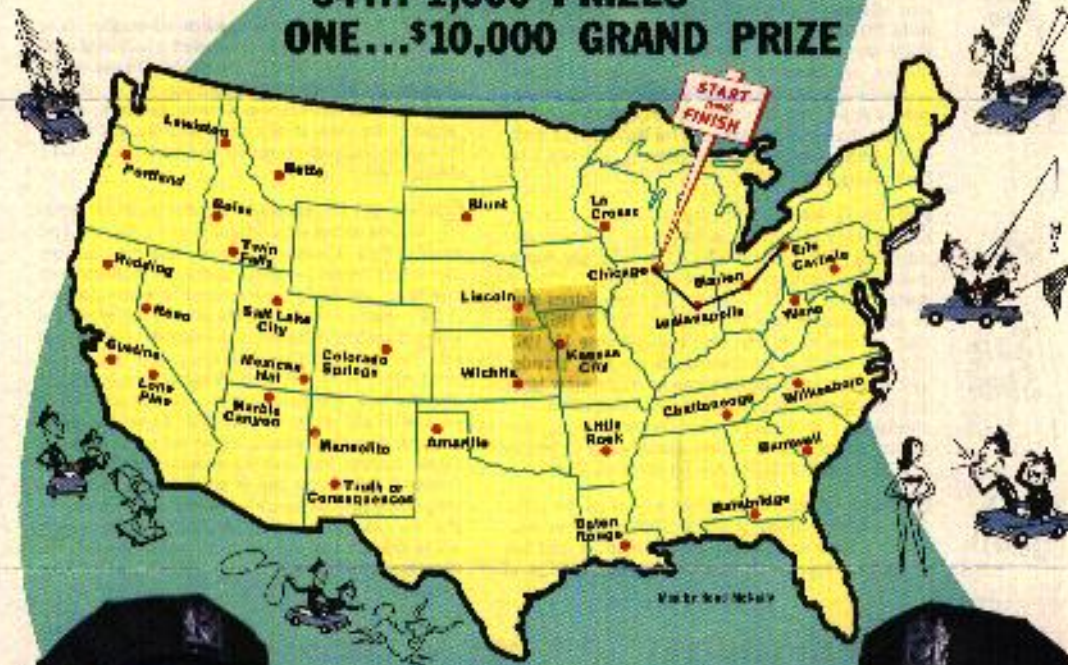 ONE...$10,000 GRAND PRIZE
START
and
FINISH
Lewiston
Portland
Butte
Boise
Blunt
La
Crosse
Twin
Falls
Erie
Carlisle
Redding
Chicago
Marion
Lincoln
Reno
Salt Lake
City
Indianapolis
Gustine
Colorado
Springs
Kansas
City
Mexican
Hat
Wichita
Lone
Pine
Marble
Canyon
Wilkesboro
Chattanooga
Little
Rock
Amarillo
Barnwell
Truth or
Consequences
Bainbridge
Baton
Rouge